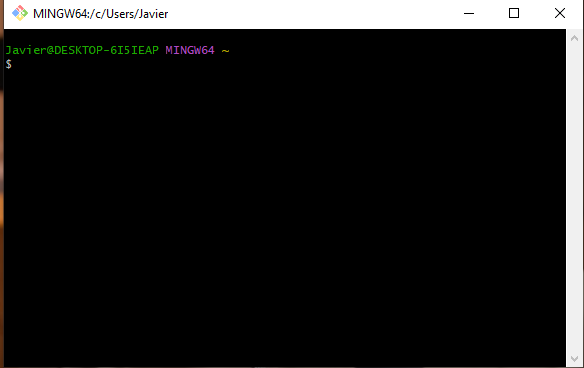 MINGW64:/c/Users/Javier
Javier@DESKTOP-6I5IEAP MINGW64 ~
$